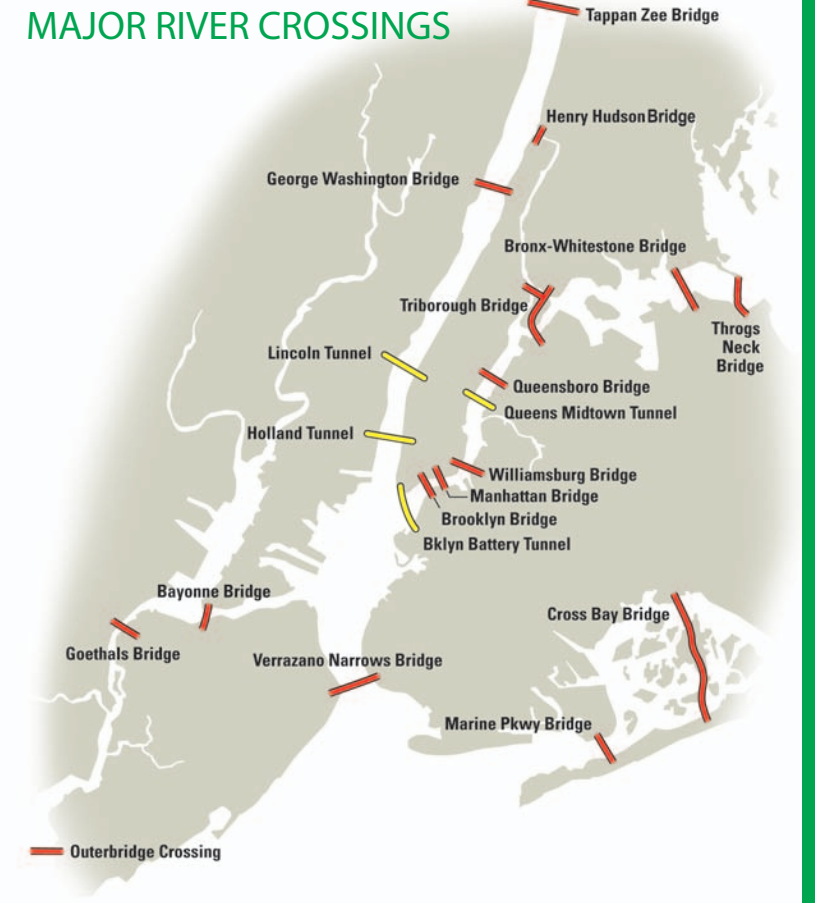 MAJOR RIVER CROSSINGS
Tappan Zee Bridge
Henry Hudson Bridge
George Washington Bridge
Bronx-Whitestone Bridge
Triborough Bridge
Throgs
Neck
Bridge
Lincoln Tunnel
Queensboro Bridge
Queens Midtown Tunnel
Holland Tunnel
Williamsburg Bridge
Manhattan Bridge
Brooklyn Bridge
Bklyn Battery Tunnel
Bayonne Bridge
Cross Bay Bridge
Goethals Bridge
Verrazano Narrows Bridge
Marine Pkwy Bridge
Outerbridge Crossing